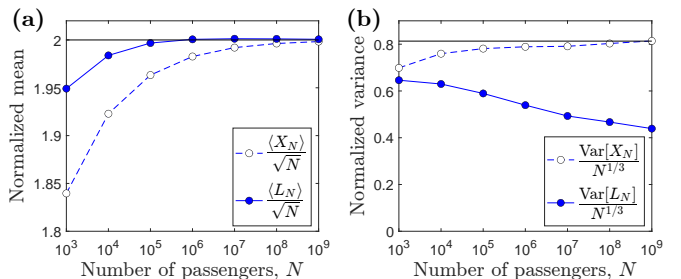 (a)
Normalized mean
2
1.95
1.9
1.85
1.8
10^3 10^4 10^5 10^6 10^7 10^8 10^9
Number of passengers, N
⟨X_N⟩/√N
⟨L_N⟩/√N
(b)
Normalized variance
0.8
0.6
0.4
0.2
0
10^3 10^4 10^5 10^6 10^7 10^8 10^9
Number of passengers, N
Var[X_N]/N^{1/3}
Var[L_N]/N^{1/3}